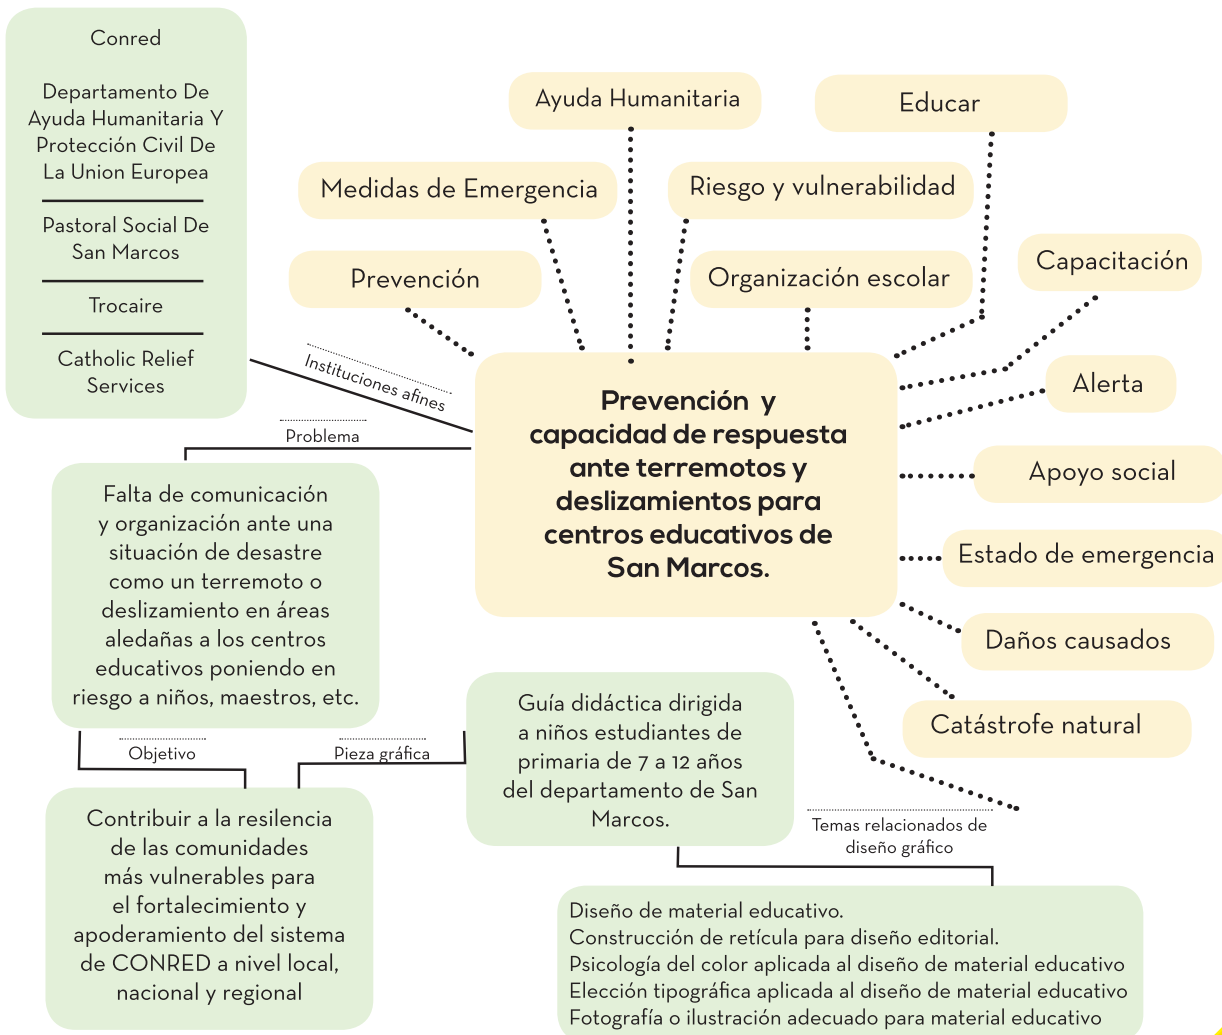 Conred
Departamento De
Ayuda Humanitaria Y
Protección Civil De
La Union Europea
Pastoral Social De
San Marcos
Trocaire
Catholic Relief
Services
Ayuda Humanitaria
Educar
Medidas de Emergencia
Riesgo y vulnerabilidad
Prevención
Organización escolar
Capacitación
Alerta
Apoyo social
Estado de emergencia
Daños causados
Catástrofe natural
Instituciones afines
Prevención y
capacidad de respuesta
ante terremotos y
deslizamientos para
centros educativos de
San Marcos.
Problema
Falta de comunicación
y organización ante una
situación de desastre
como un terremoto o
deslizamiento en áreas
aledañas a los centros
educativos poniendo en
riesgo a niños, maestros, etc.
Objetivo
Contribuir a la resilencia
de las comunidades
más vulnerables para
el fortalecimiento y
apoderamiento del sistema
de CONRED a nivel local,
nacional y regional
Pieza gráfica
Guía didáctica dirigida
a niños estudiantes de
primaria de 7 a 12 años
del departamento de San
Marcos.
Temas relacionados de
diseño gráfico
Diseño de material educativo.
Construcción de retícula para diseño editorial.
Psicología del color aplicada al diseño de material educativo
Elección tipográfica aplicada al diseño de material educativo
Fotografía o ilustración adecuado para material educativo